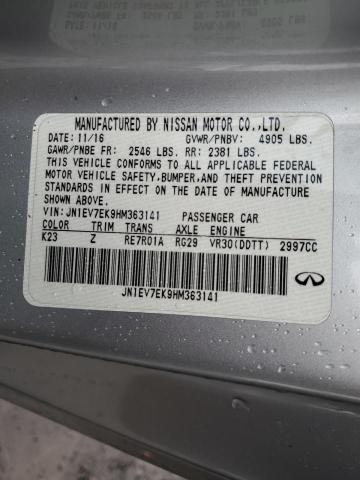 MANUFACTURED BY NISSAN MOTOR CO.,LTD.
DATE: 11/16 GVWR/PNBV: 4905 LBS.
GAWR/PNBE FR: 2546 LBS. RR: 2381 LBS.
THIS VEHICLE CONFORMS TO ALL APPLICABLE FEDERAL
MOTOR VEHICLE SAFETY,BUMPER,AND THEFT PREVENTION
STANDARDS IN EFFECT ON THE DATE OF MANUFACTURE
SHOWN ABOVE.
VIN: JN1EV7EK9HM363141 PASSENGER CAR
COLOR TRIM TRANS AXLE ENGINE
K23 Z RE7R01A RG29 VR30(DDTT) 2997CC
JN1EV7EK9HM363141
INFINITI